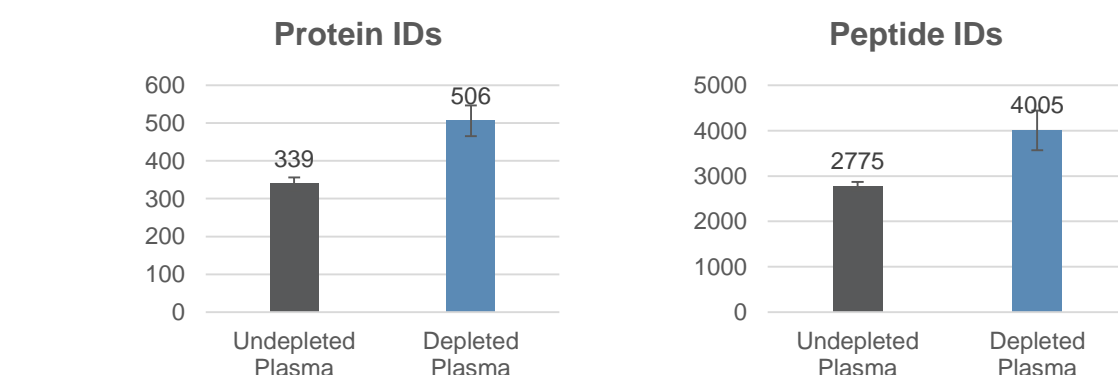 Protein IDs
600
500
400
300
200
100
0
339
506
Undepleted
Plasma
Depleted
Plasma
Peptide IDs
5000
4000
3000
2000
1000
0
2775
4005
Undepleted
Plasma
Depleted
Plasma